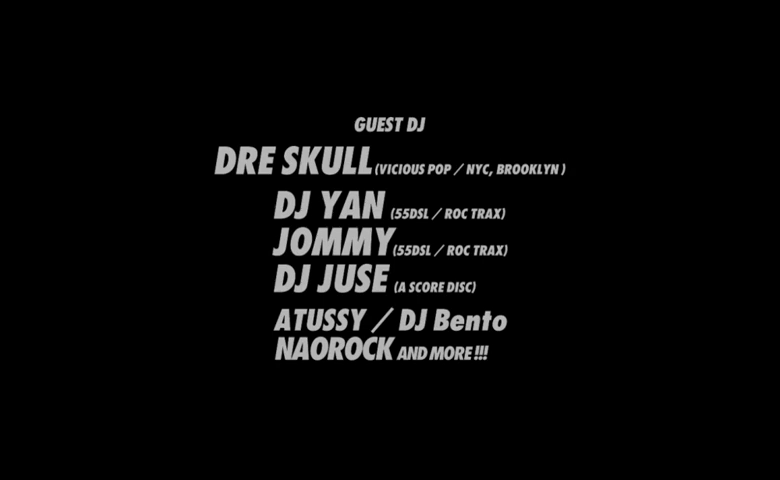 GUEST DJ
DRE SKULL (VICIOUS POP / NYC, BROOKLYN )
DJ YAN (55DSL / ROC TRAX)
JOMMY (55DSL / ROC TRAX)
DJ JUSE (A SCORE DISC)
ATUSSY / DJ Bento
NAOROCK AND MORE !!!